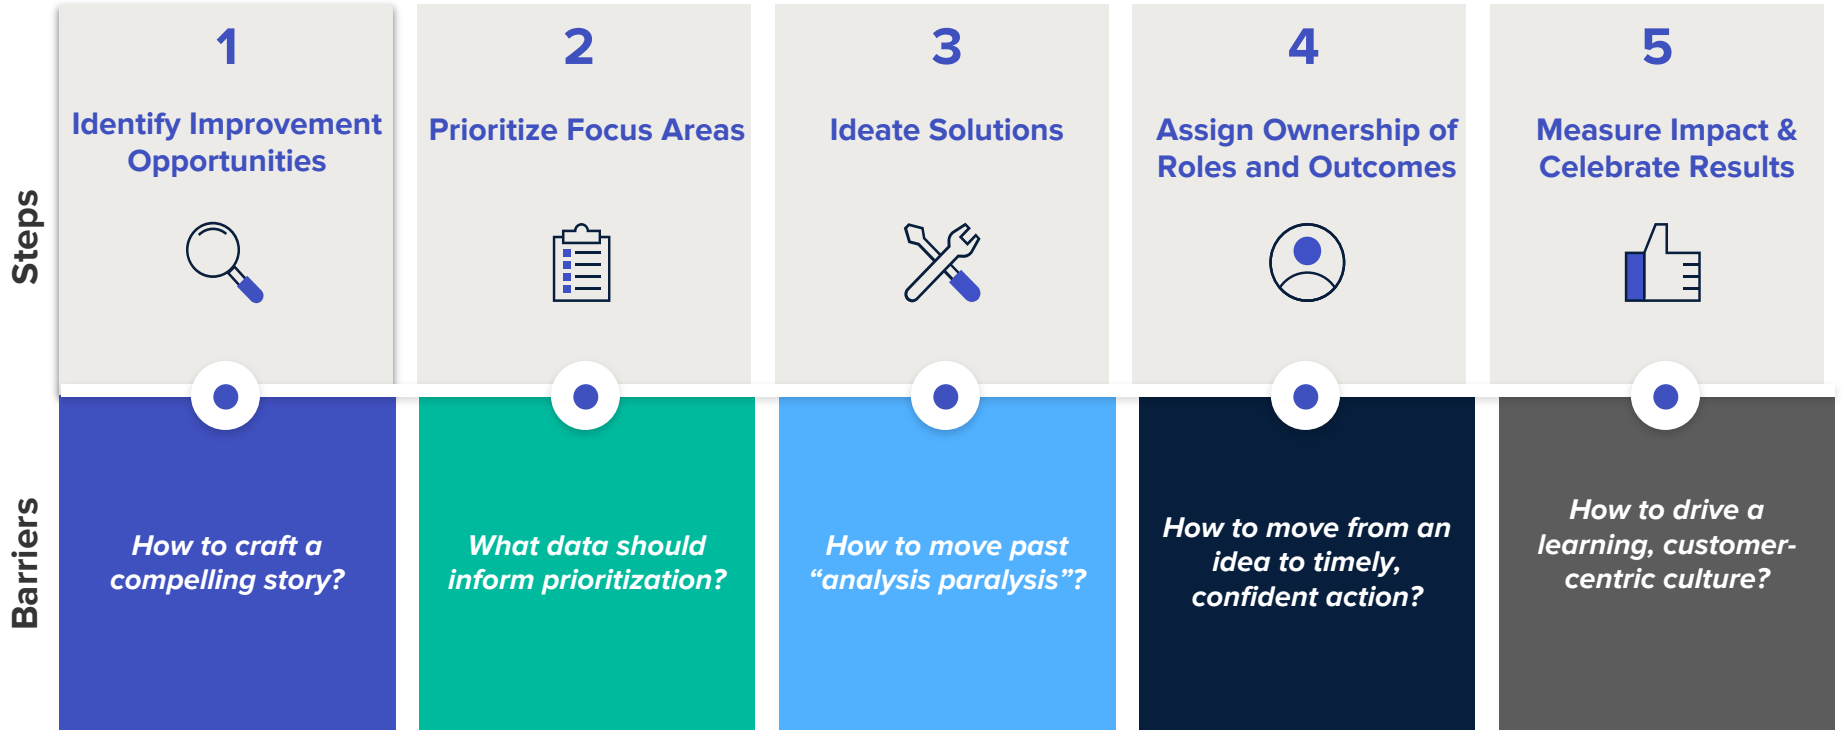 Steps
1
Identify Improvement
Opportunities
2
Prioritize Focus Areas
3
Ideate Solutions
4
Assign Ownership of
Roles and Outcomes
5
Measure Impact &
Celebrate Results
Barriers
How to craft a
compelling story?
What data should
inform prioritization?
How to move past
“analysis paralysis”?
How to move from an
idea to timely,
confident action?
How to drive a
learning, customer-
centric culture?